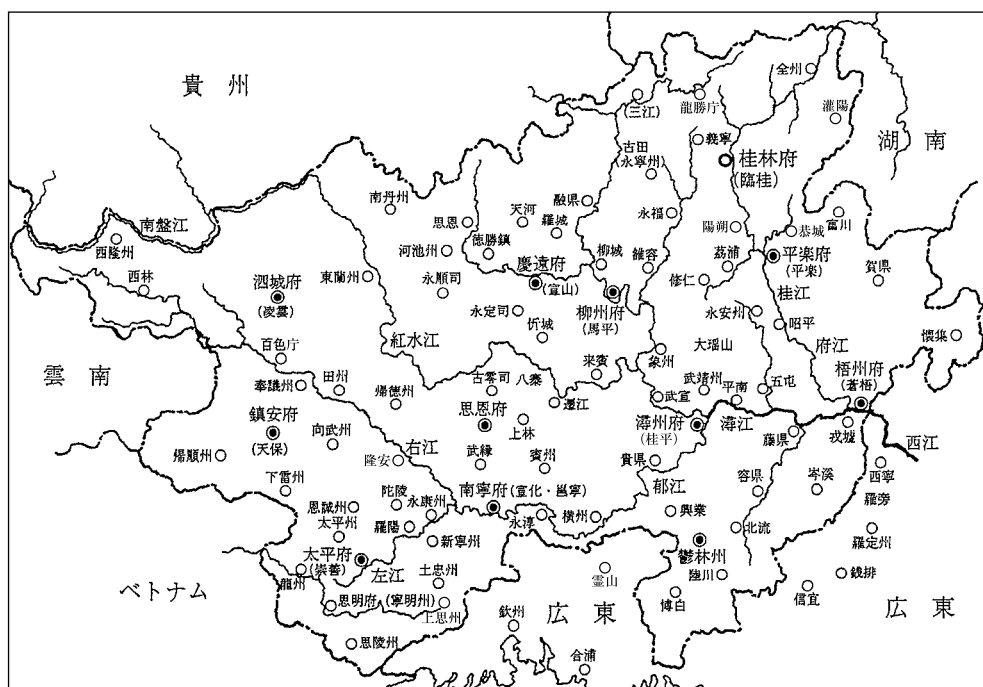 貴州
湖南
雲南
ベトナム
広東
広東
全州
灌陽
(三江)
龍勝庁
義寧
古田
(永寧州)
桂林府
(臨桂)
南丹州
思恩
天河
羅城
融県
永福
陽朔
恭城
富川
南盤江
西隆州
西林
河池州
徳勝鎮
慶遠府
(宜山)
柳城
雒容
荔浦
修仁
平楽府
(平楽)
賀県
泗城府
(凌雲)
東蘭州
永順司
永定司
忻城
柳州府
(馬平)
永安州
桂江
昭平
懐集
百色庁
紅水江
来賓
象州
大瑶山
府江
梧州府
(蒼梧)
奉議州
田州
帰徳州
古零司
八寨
遷江
武宣
武靖州
平南
五屯
鎮安府
(天保)
向武州
思恩府
上林
潯州府
(桂平)
潯江
藤県
戎墟
西江
帰順州
隆安
右江
武縁
賓州
貴県
容県
岑溪
西寧
下雷州
恩誠州
陀陵
永康州
南寧府
(宣化・邕寧)
郁江
羅旁
太平州
羅陽
新寧州
永淳
横州
興業
北流
羅定州
太平府
(崇善)
左江
龍州
土忠州
霊山
鬱林州
陸川
銭排
思明府
(寧明州)
上思州
博白
信宜
思陵州
欽州
合浦